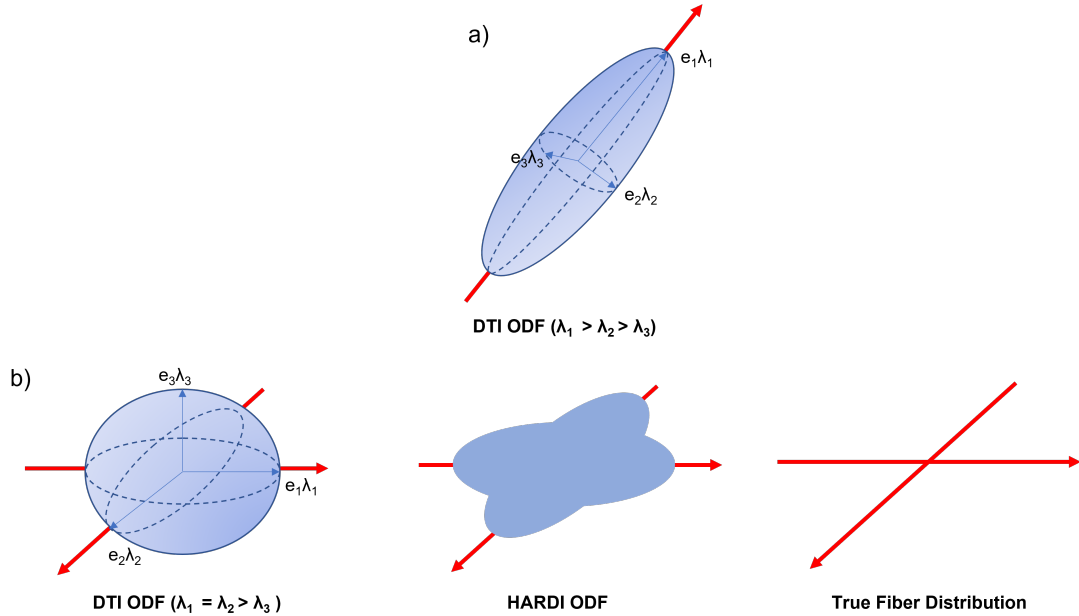 a)
e₁λ₁
e₃λ₃
e₂λ₂
DTI ODF (λ₁ > λ₂ > λ₃)
b)
e₃λ₃
e₁λ₁
e₂λ₂
DTI ODF (λ₁ = λ₂ > λ₃ )
HARDI ODF
True Fiber Distribution